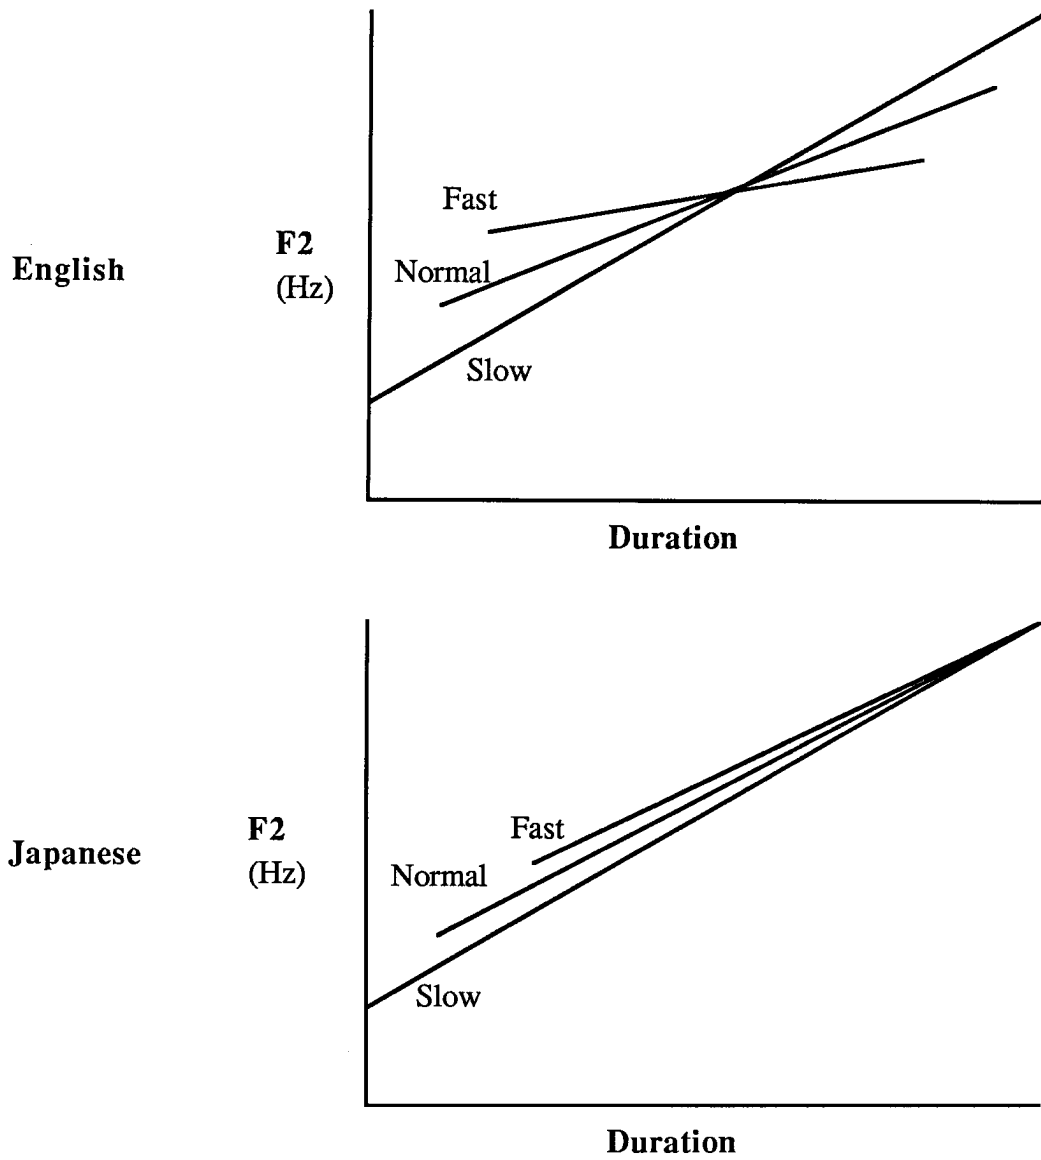 Fast
English
F2
(Hz)
Normal
Slow
Duration
Japanese
F2
(Hz)
Fast
Normal
Slow
Duration